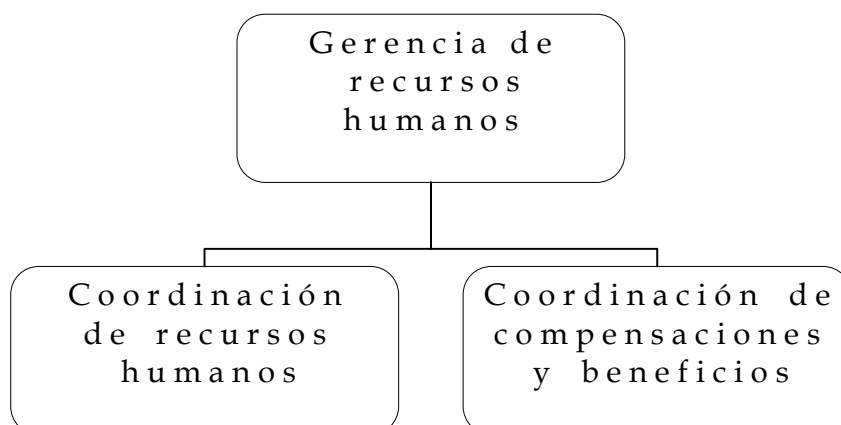 Gerencia de
recursos
humanos
Coordinación
de recursos
humanos
Coordinación de
compensaciones
y beneficios